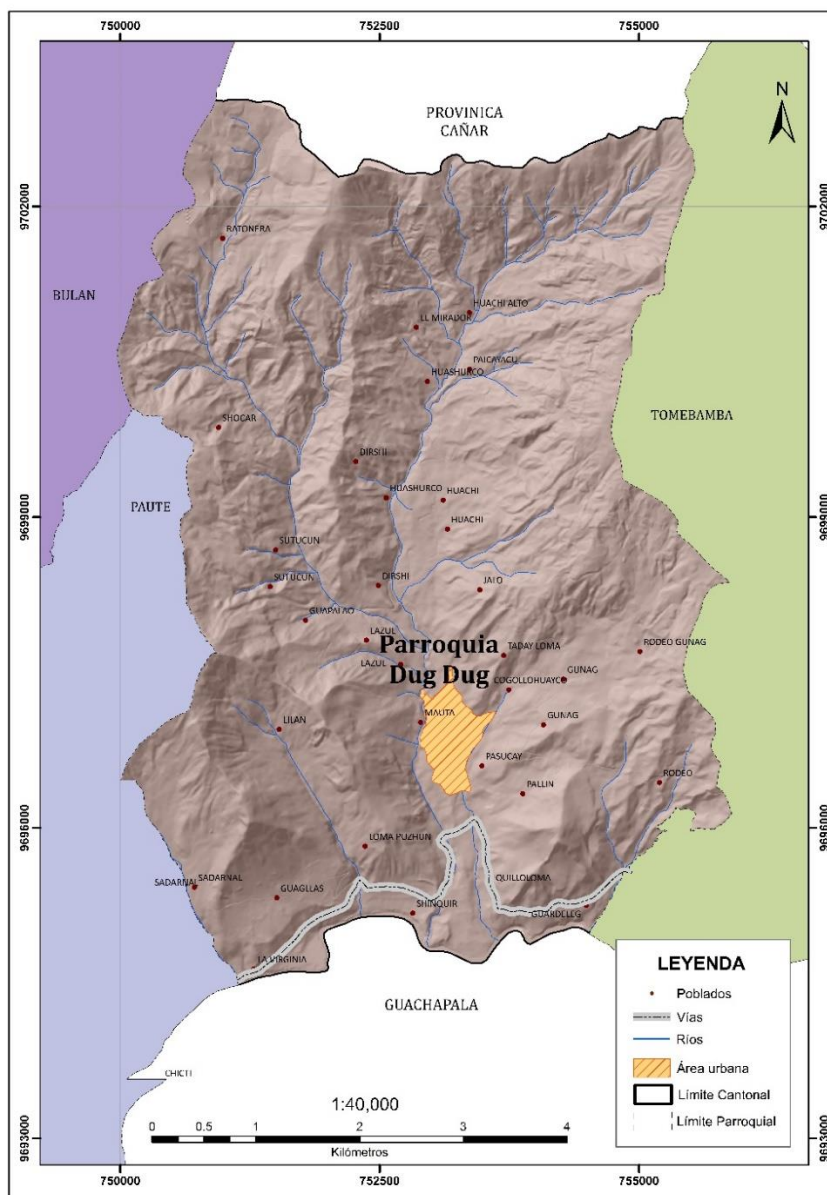 750000
752500
755000
PROVINICA
CAÑAR
N
9702000
9702000
RATONERA
BULAN
HUACHI ALTO
EL MIRADOR
PAICAYACU
HUASHURCO
TOMEBAMBA
SHOCAR
DIRSHI
PAUTE
HUASHURCO
HUACHI
9699000
9699000
HUACHI
SUTUCUN
SUTUCUN
DIRSHI
JALO
GUAPALAO
LAZUL
Parroquia
Dug Dug
TADAY LOMA
RODEO GUNAG
LAZUL
COGOLLOHUAYCO
GUNAG
MAUTA
GUNAG
LILAN
PASUCAY
RODEO
PALLIN
9696000
9696000
LOMA PUZHUN
SADARNAL
SADARNAL
QUILLOLOMA
GUAGLLAS
SHINQUIR
GUARDELEG
LA VIRGINIA
GUACHAPALA
LEYENDA
Poblados
Vías
Ríos
Área urbana
Límite Cantonal
Límite Parroquial
CHICTI
1:40,000
0 0.5 1 2 3 4
Kilómetros
9693000
9693000
750000
752500
755000